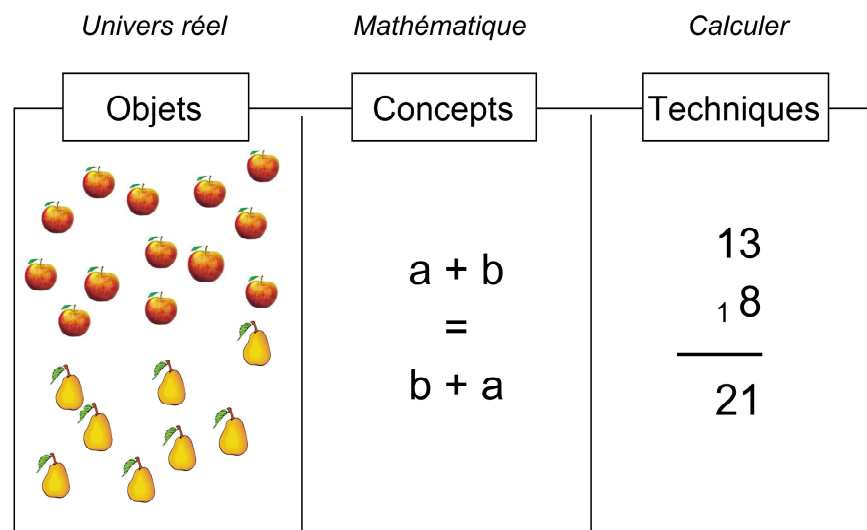 Univers réel
Mathématique
Calculer
Objets
Concepts
Techniques
a + b
=
b + a
13
1 8
21